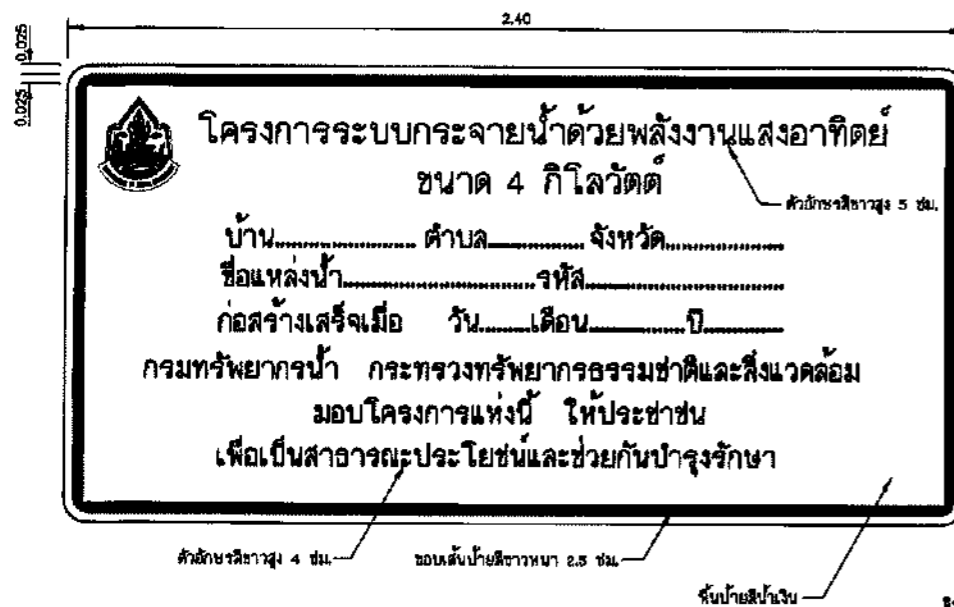 2.40
0.025
0.025
โครงการระบบกระจายน้ำด้วยพลังงานแสงอาทิตย์
ขนาด 4 กิโลวัตต์
ตัวอักษรสีขาวสูง 5 ซม.
บ้าน........................ ตำบล................ จังหวัด....................
ชื่อแหล่งน้ำ................................รหัส.................................
ก่อสร้างเสร็จเมื่อ วัน........เดือน................ปี.............
กรมทรัพยากรน้ำ กระทรวงทรัพยากรธรรมชาติและสิ่งแวดล้อม
มอบโครงการแห่งนี้ ให้ประชาชน
เพื่อเป็นสาธารณะประโยชน์และช่วยกันบำรุงรักษา
ตัวอักษรสีขาวสูง 4 ซม.
ขอบเส้นป้ายสีขาวหนา 2.5 ซม.
พื้นป้ายสีน้ำเงิน